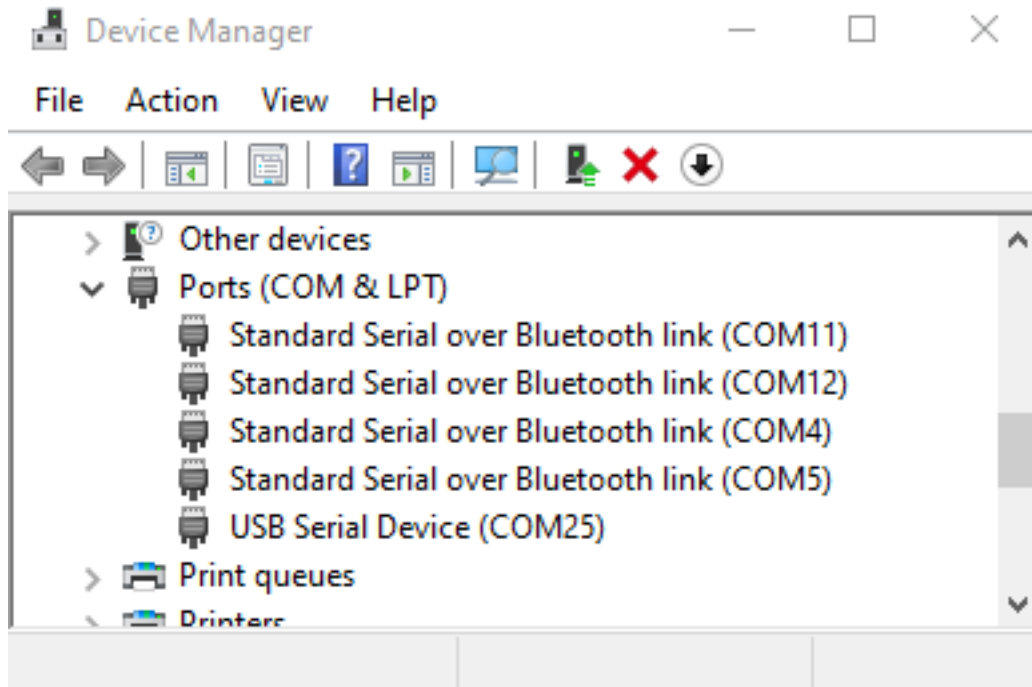 Device Manager
File Action View Help
Other devices
Ports (COM & LPT)
Standard Serial over Bluetooth link (COM11)
Standard Serial over Bluetooth link (COM12)
Standard Serial over Bluetooth link (COM4)
Standard Serial over Bluetooth link (COM5)
USB Serial Device (COM25)
Print queues
Printers